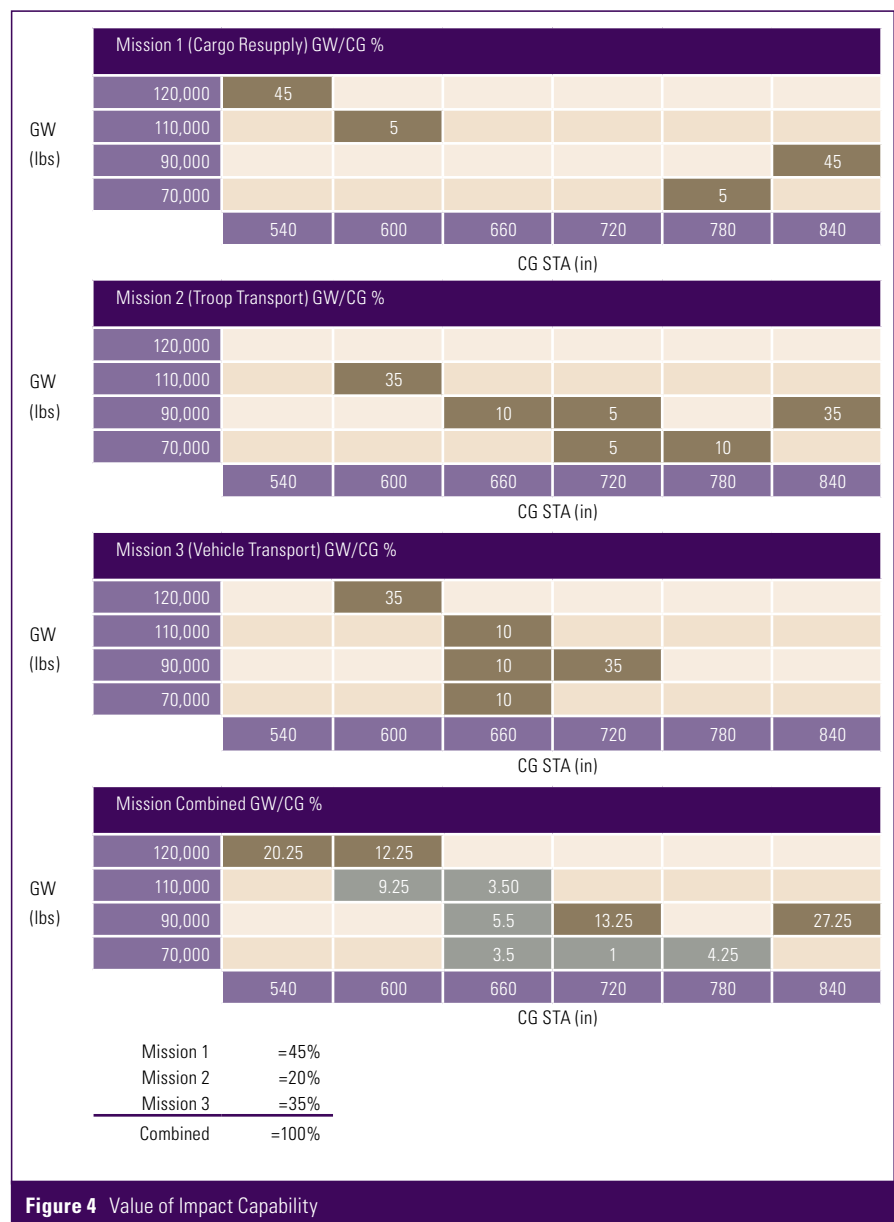 Mission 1 (Cargo Resupply) GW/CG %
120,000 45
GW 110,000 5
(lbs) 90,000 45
70,000 5
540 600 660 720 780 840
CG STA (in)
Mission 2 (Troop Transport) GW/CG %
120,000
GW 110,000 35
(lbs) 90,000 10 5 35
70,000 5 10
540 600 660 720 780 840
CG STA (in)
Mission 3 (Vehicle Transport) GW/CG %
120,000 35
GW 110,000 10
(lbs) 90,000 10 35
70,000 10
540 600 660 720 780 840
CG STA (in)
Mission Combined GW/CG %
120,000 20.25 12.25
GW 110,000 9.25 3.50
(lbs) 90,000 5.5 13.25 27.25
70,000 3.5 1 4.25
540 600 660 720 780 840
CG STA (in)
Mission 1 =45%
Mission 2 =20%
Mission 3 =35%
Combined =100%
Figure 4 Value of Impact Capability